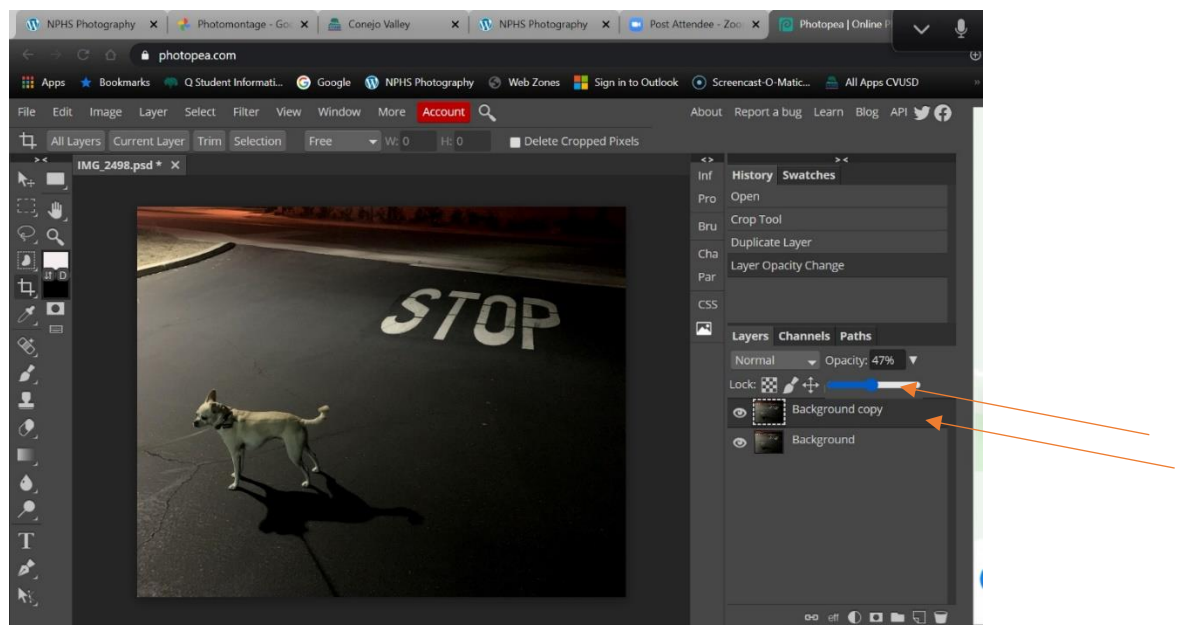 NPHS Photography Photomontage - Go Conejo Valley NPHS Photography Post Attendee - Zoo Photopea | Online P
photopea.com
Apps Bookmarks Q Student Informati... Google NPHS Photography Web Zones Sign in to Outlook Screencast-O-Matic... All Apps CVUSD »
File Edit Image Layer Select Filter View Window More Account About Report a bug Learn Blog API
All Layers Current Layer Trim Selection Free W: 0 H: 0 Delete Cropped Pixels
IMG_2498.psd *
Inf
Pro
Bru
Cha
Par
CSS
History Swatches
Open
Crop Tool
Duplicate Layer
Layer Opacity Change
D
STOP
T
Layers Channels Paths
Normal Opacity: 47%
Lock:
Background copy
Background
eff